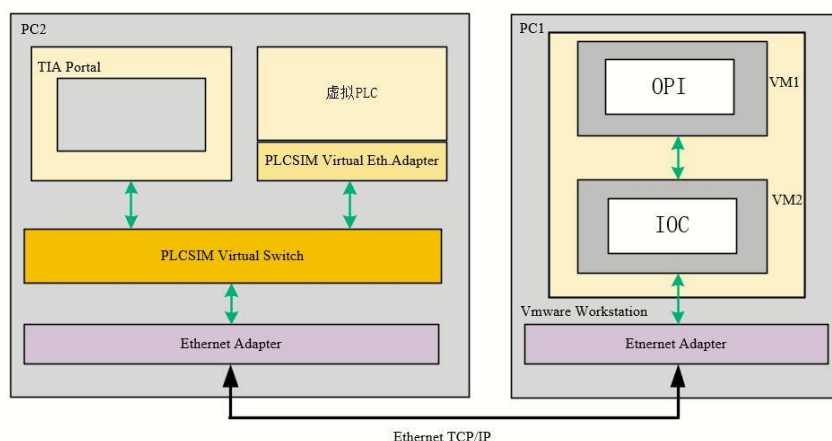 PC2
TIA Portal
虚拟PLC
PLCSIM Virtual Eth.Adapter
PLCSIM Virtual Switch
Ethernet Adapter
PC1
OPI
VM1
IOC
VM2
Vmware Workstation
Etnernet Adapter
Ethernet TCP/IP